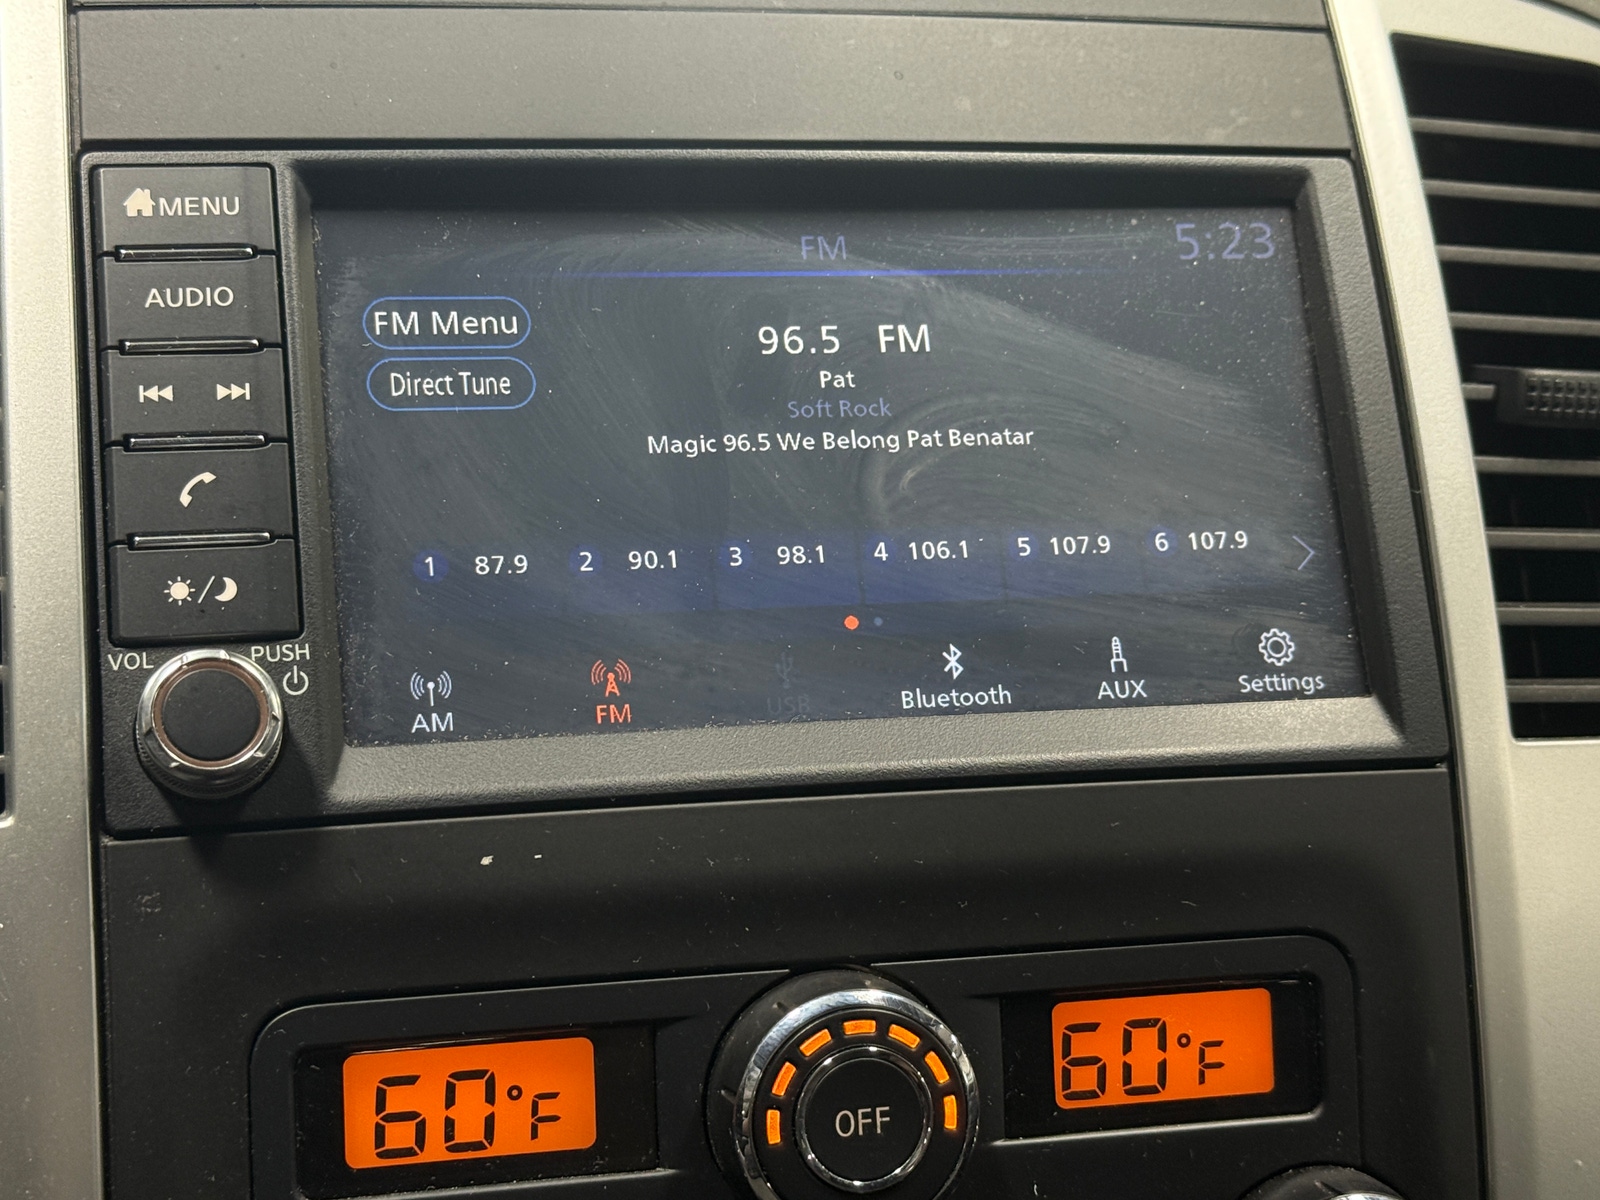 MENU
AUDIO
VOL
PUSH
FM
5:23
FM Menu
Direct Tune
96.5 FM
Pat
Soft Rock
Magic 96.5 We Belong Pat Benatar
1 87.9 2 90.1 3 98.1 4 106.1 5 107.9 6 107.9
AM
FM
USB
Bluetooth
AUX
Settings
60°F
OFF
60°F